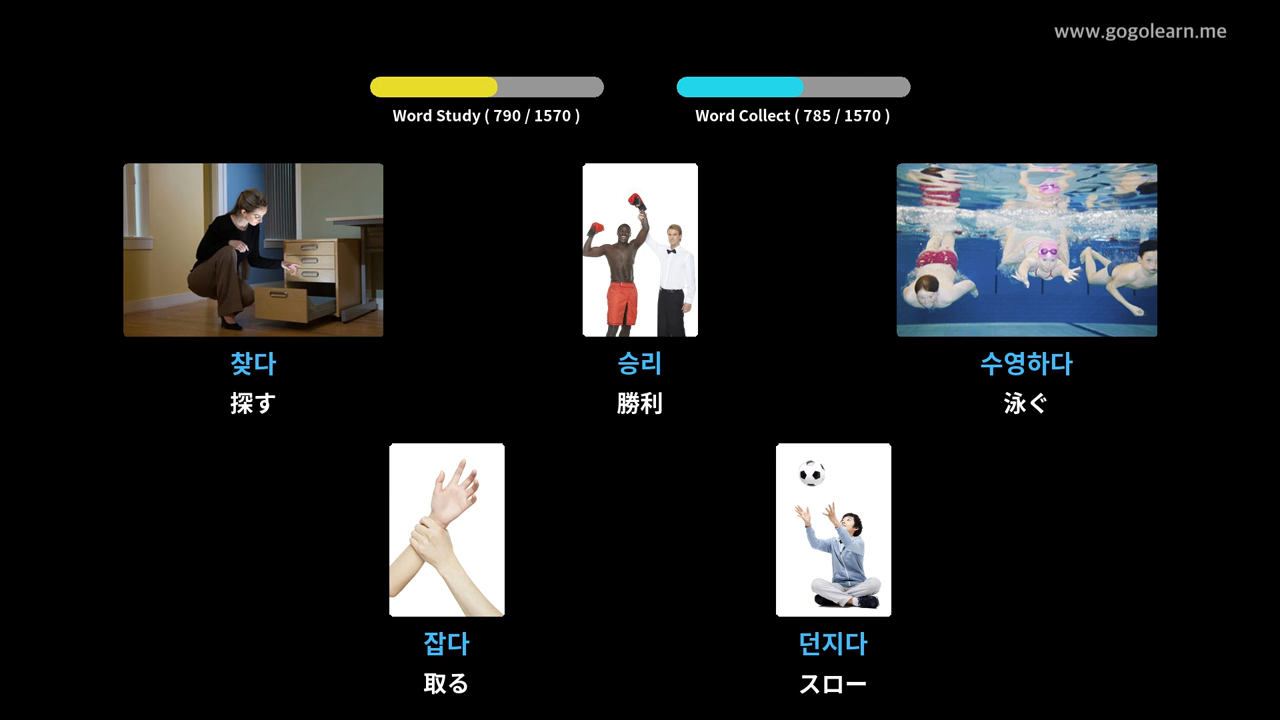 www.gogolearn.me
Word Study ( 790 / 1570 )
Word Collect ( 785 / 1570 )
찾다
探す
승리
勝利
수영하다
泳ぐ
잡다
取る
던지다
スロー